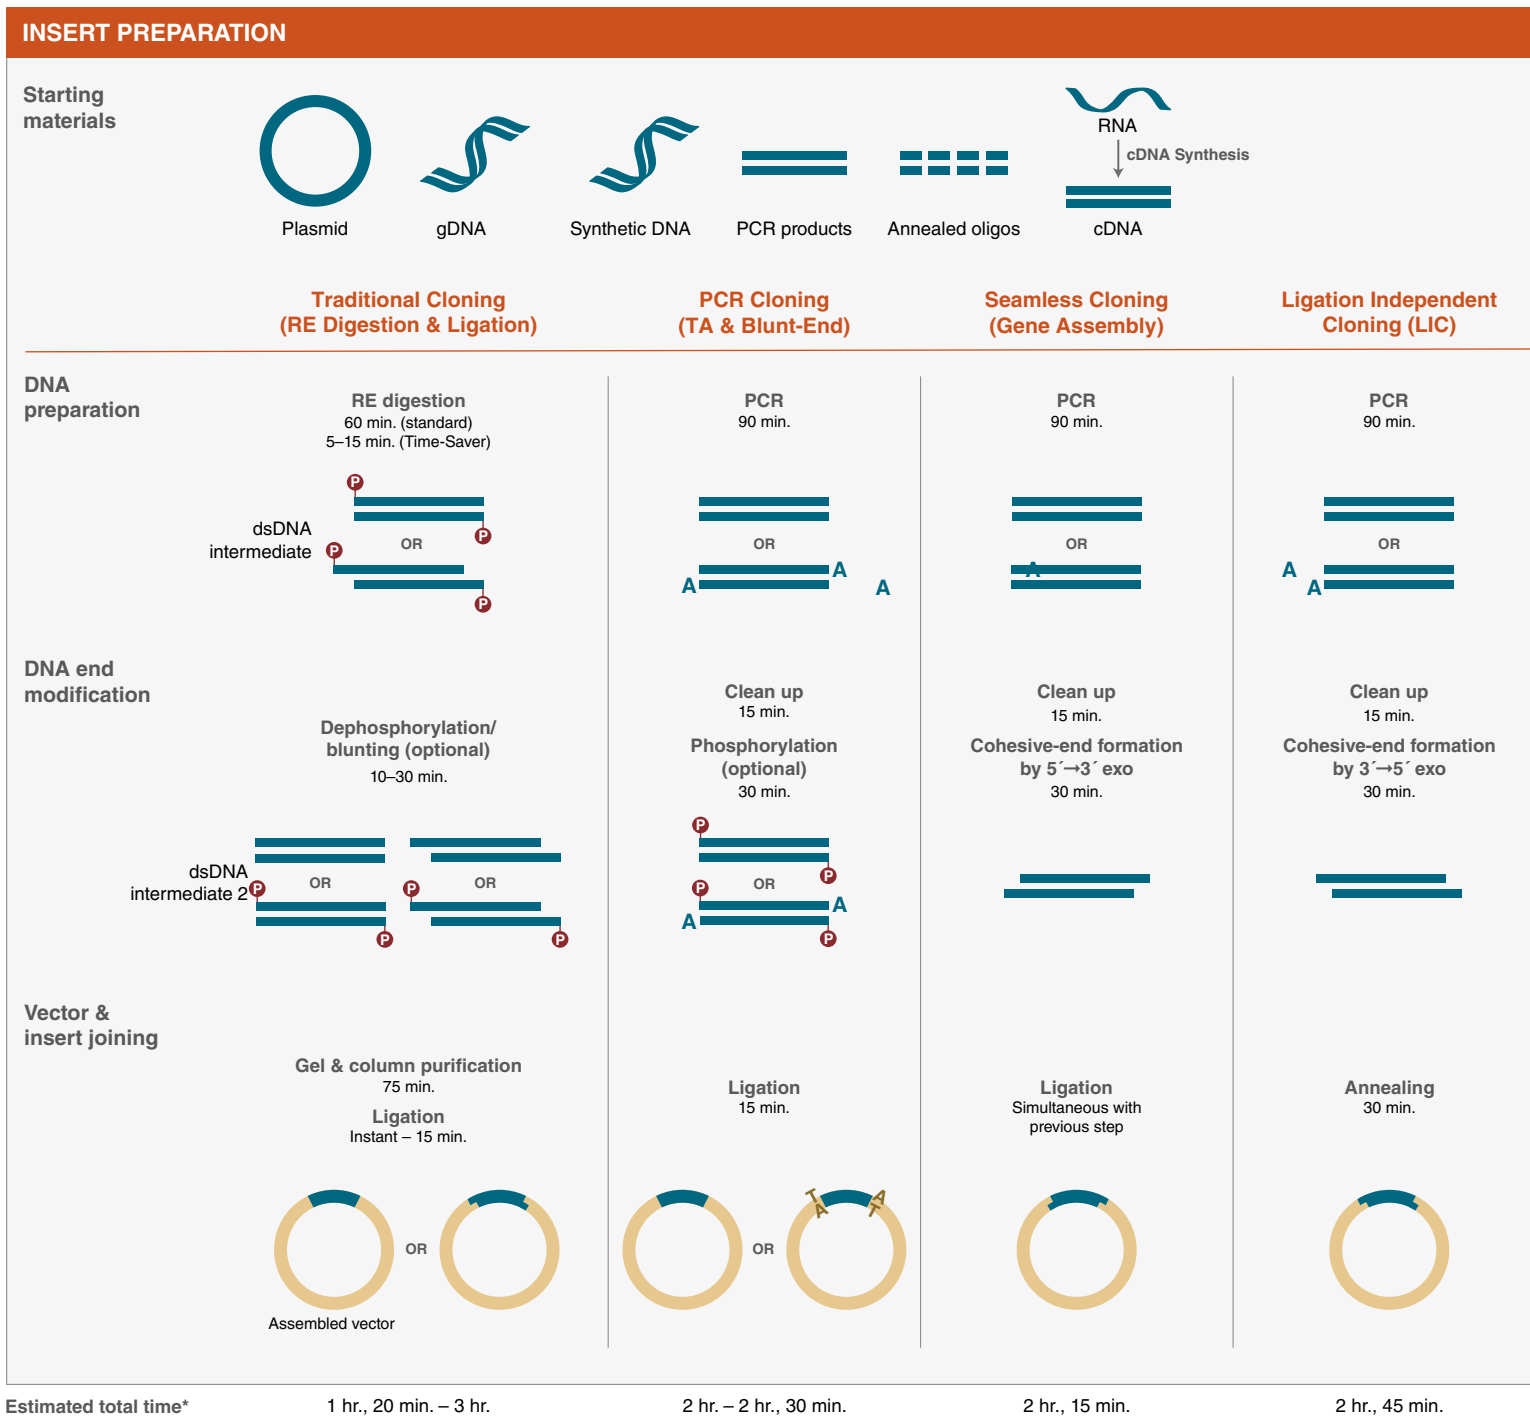 INSERT PREPARATION
Starting
materials
RNA
cDNA Synthesis
Plasmid
gDNA
Synthetic DNA
PCR products
Annealed oligos
cDNA
Traditional Cloning
(RE Digestion & Ligation)
PCR Cloning
(TA & Blunt-End)
Seamless Cloning
(Gene Assembly)
Ligation Independent
Cloning (LIC)
DNA
preparation
RE digestion
60 min. (standard)
5–15 min. (Time-Saver)
P
dsDNA
intermediate
P
OR
P
P
PCR
90 min.
OR
A
A
A
PCR
90 min.
OR
A
PCR
90 min.
OR
A
A
DNA end
modification
Dephosphorylation/
blunting (optional)
10–30 min.
dsDNA
intermediate 2
P
OR
P
P
OR
P
Clean up
15 min.
Phosphorylation
(optional)
30 min.
P
P
OR
P
A
A
P
Clean up
15 min.
Cohesive-end formation
by 5´→3´ exo
30 min.
Clean up
15 min.
Cohesive-end formation
by 3´→5´ exo
30 min.
Vector &
insert joining
Gel & column purification
75 min.
Ligation
Instant – 15 min.
OR
Assembled vector
Ligation
15 min.
OR
T
A
A
T
Ligation
Simultaneous with
previous step
Annealing
30 min.
Estimated total time*
1 hr., 20 min. – 3 hr.
2 hr. – 2 hr., 30 min.
2 hr., 15 min.
2 hr., 45 min.